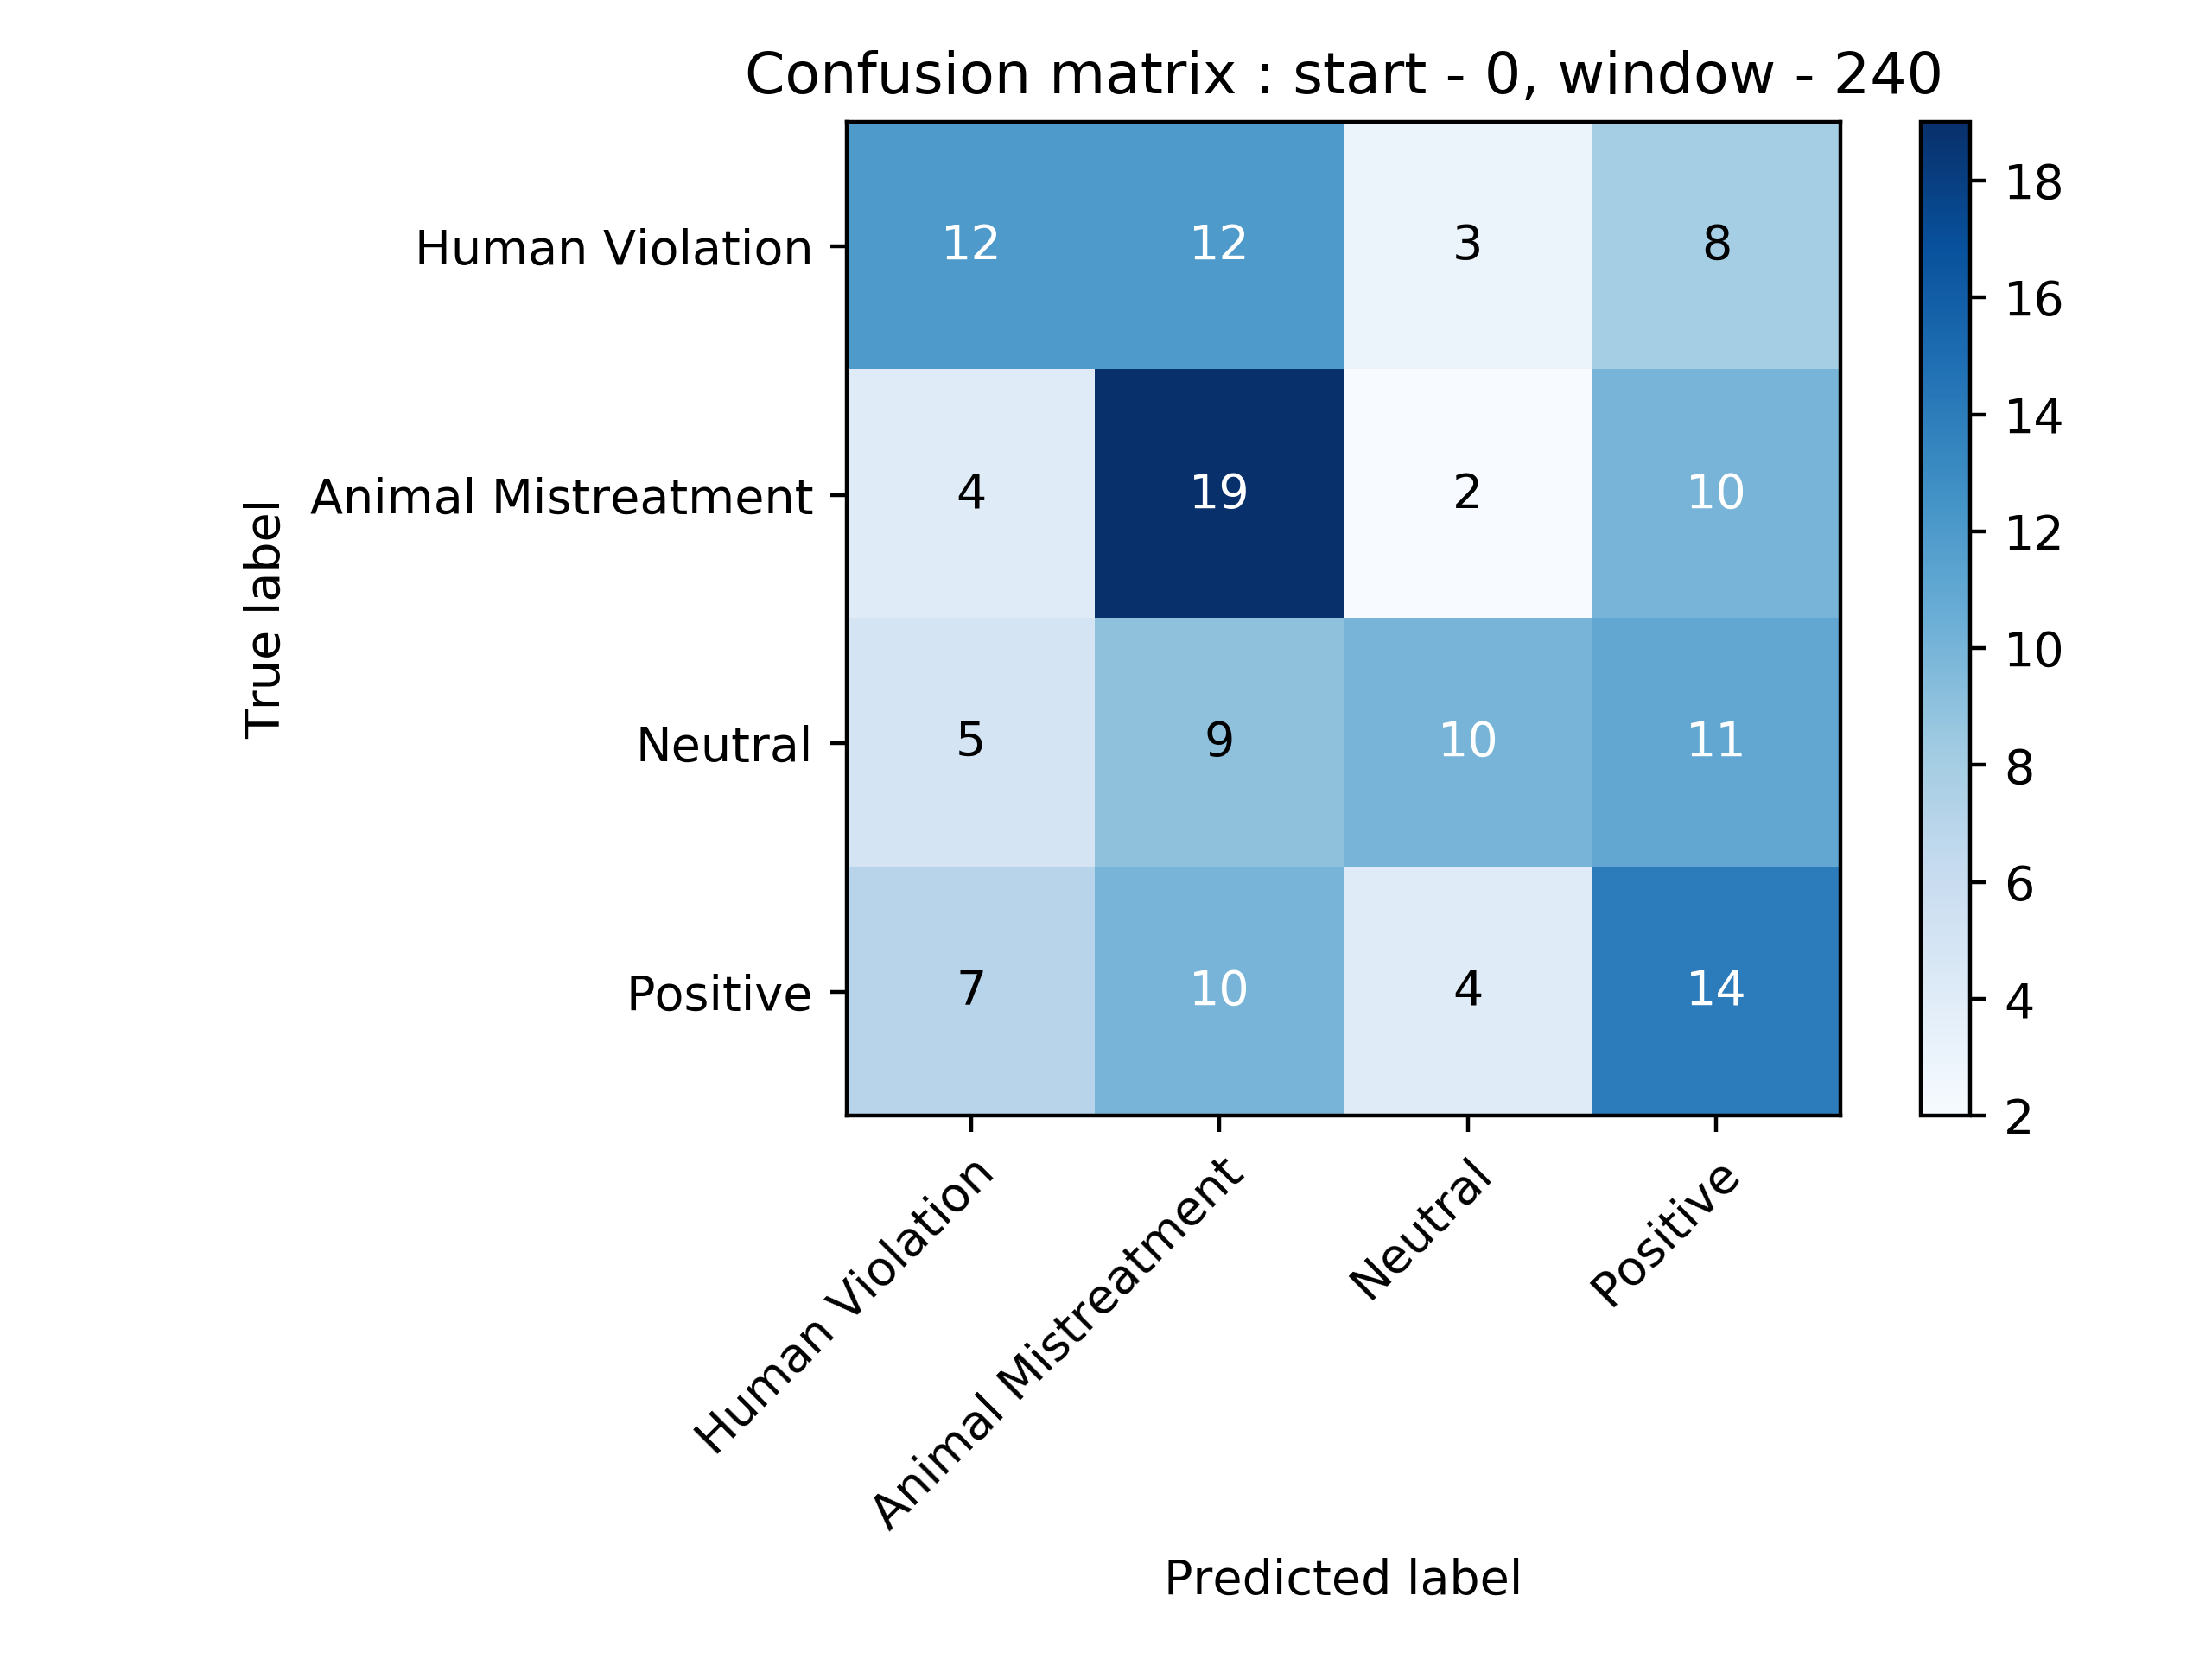 Confusion matrix : start - 0, window - 240
True label
Human Violation
12 12 3 8
Animal Mistreatment
4 19 2 10
Neutral
5 9 10 11
Positive
7 10 4 14
Human Violation
Animal Mistreatment
Neutral
Positive
Predicted label
18
16
14
12
10
8
6
4
2